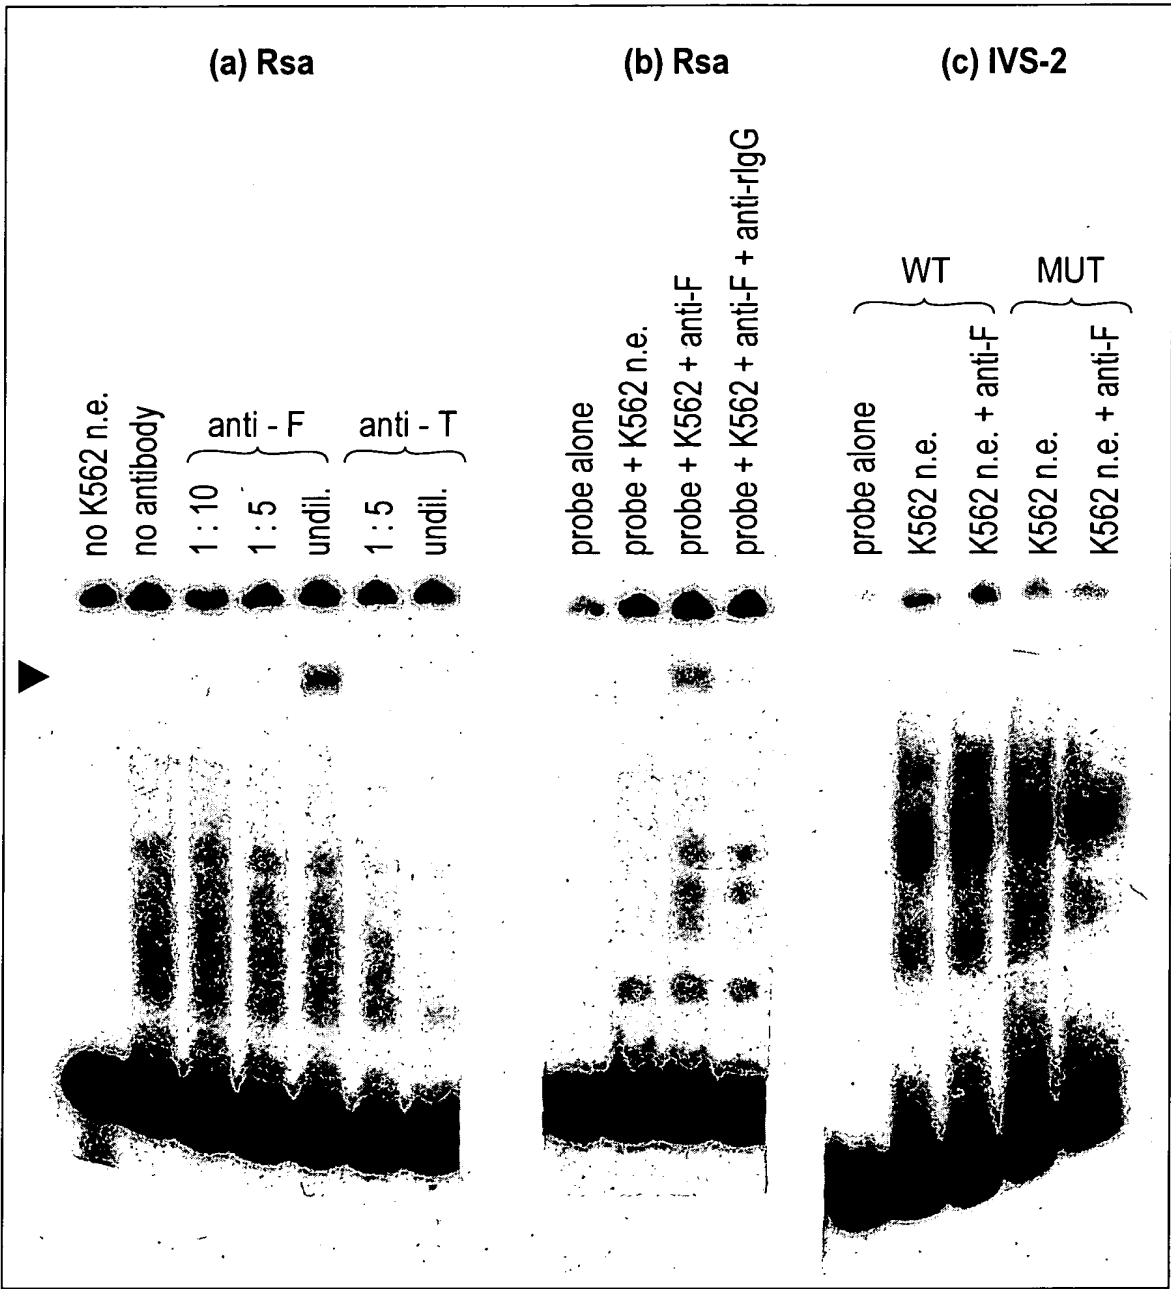 (a) Rsa
no K562 n.e.
no antibody
anti - F
1 : 10
1 : 5
undil.
anti - T
1 : 5
undil.
(b) Rsa
probe alone
probe + K562 n.e.
probe + K562 + anti-F
probe + K562 + anti-F + anti-rIgG
(c) IVS-2
WT
MUT
probe alone
K562 n.e.
K562 n.e. + anti-F
K562 n.e.
K562 n.e. + anti-F